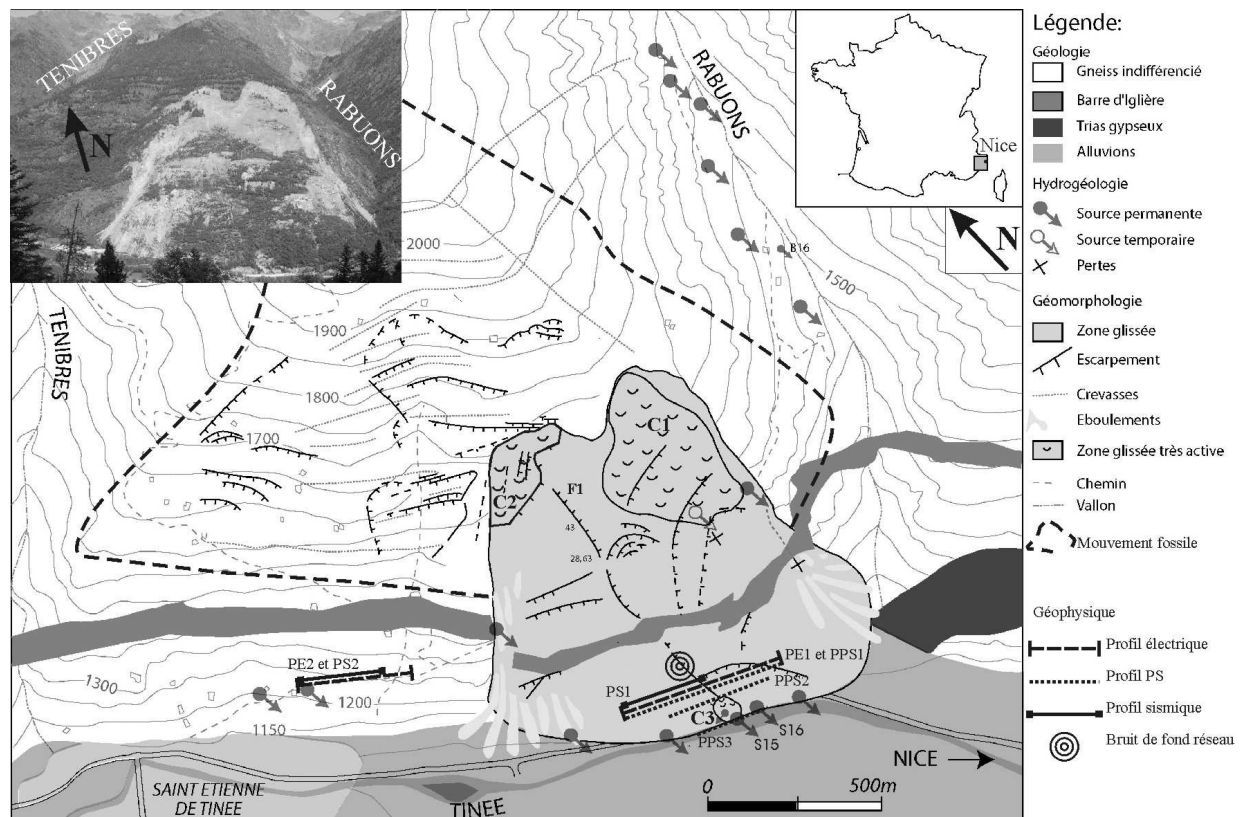 TENIBRES
RABUONS
N
RABUONS
Nice
N
B16
2000
1500
TENIBRES
1900
1800
1700
C1
C2
F1
43
28,63
PE2 et PS2
1300
1200
1150
PE1 et PPS1
PS1
PPS2
C3
PPS3
S15
S16
NICE
SAINT ETIENNE
DE TINEE
TINEE
0
500m
Légende:
Géologie
Gneiss indifférencié
Barre d'Iglière
Trias gypseux
Alluvions
Hydrogéologie
Source permanente
Source temporaire
Pertes
Géomorphologie
Zone glissée
Escarpement
Crevasses
Eboulements
Zone glissée très active
Chemin
Vallon
Mouvement fossile
Géophysique
Profil électrique
Profil PS
Profil sismique
Bruit de fond réseau